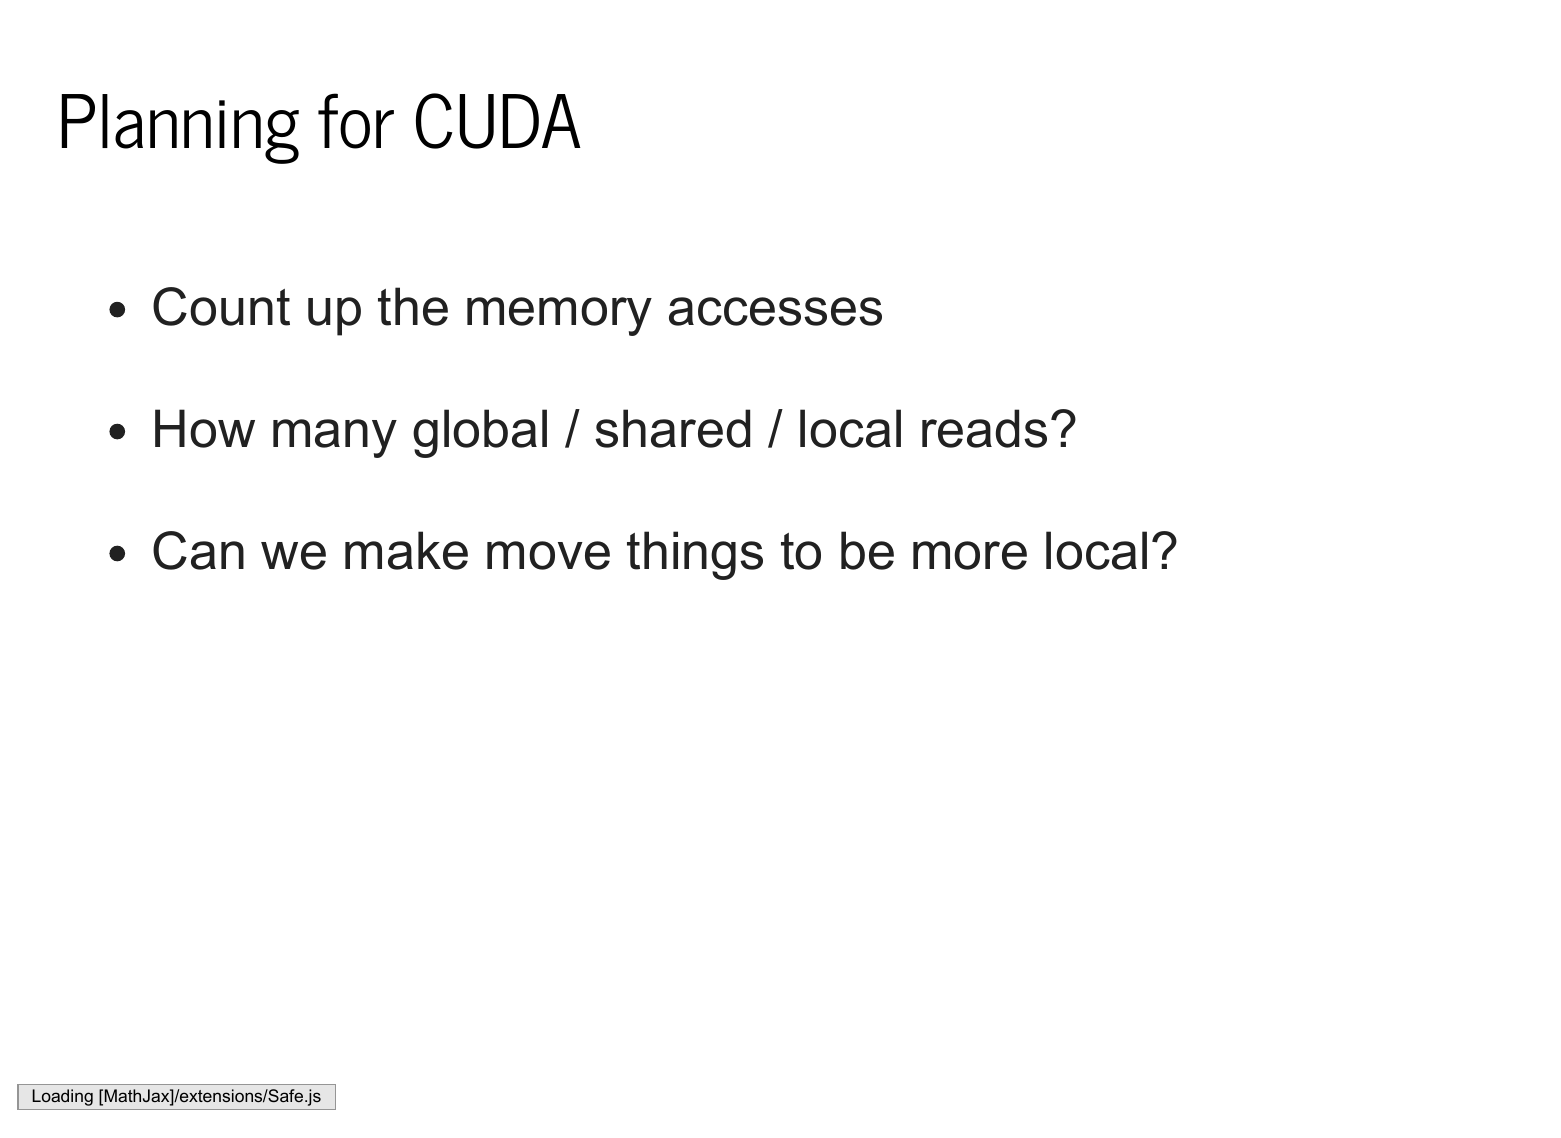 Planning for CUDA
• Count up the memory accesses
• How many global / shared / local reads?
• Can we make move things to be more local?
Loading [MathJax]/extensions/Safe.js